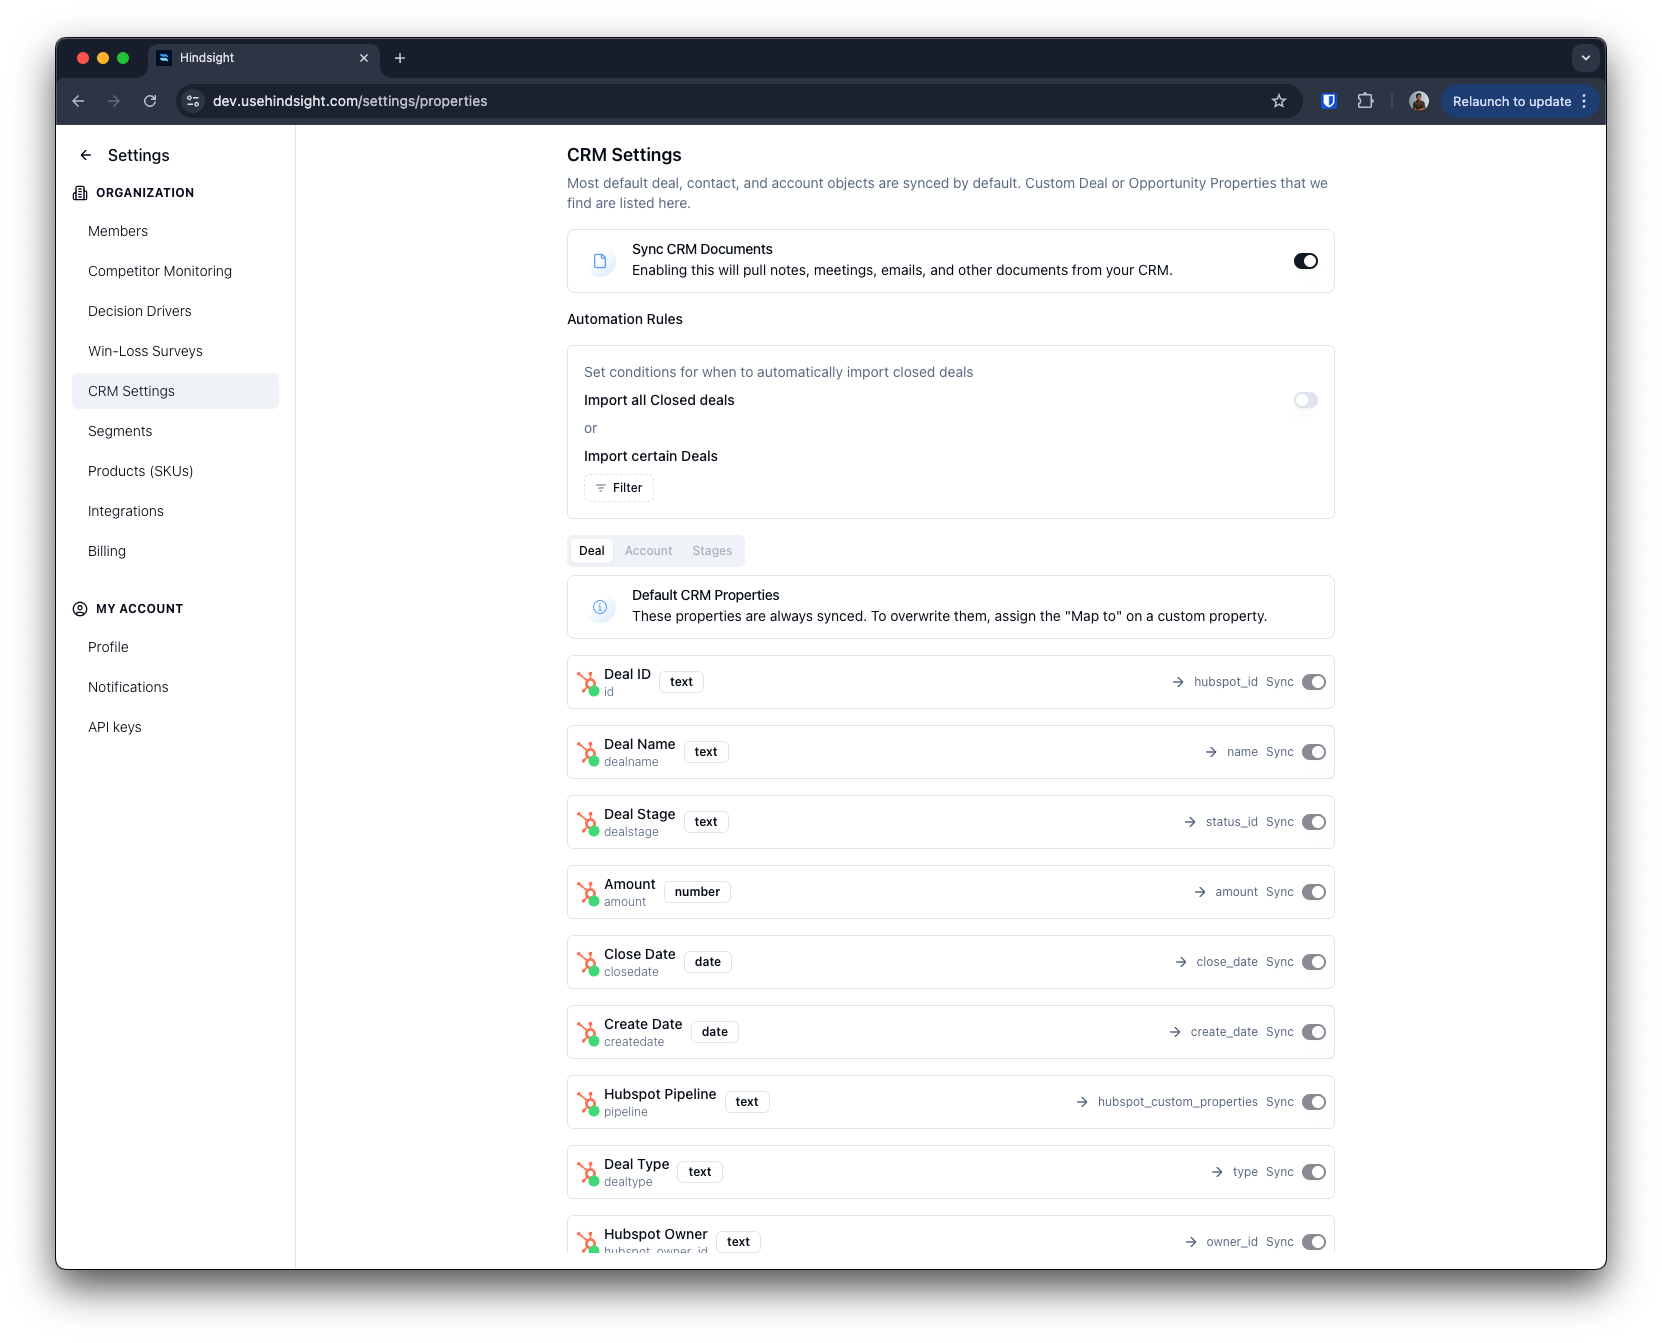 Hindsight
dev.usehindsight.com/settings/properties
Relaunch to update
Settings
ORGANIZATION
Members
Competitor Monitoring
Decision Drivers
Win-Loss Surveys
CRM Settings
Segments
Products (SKUs)
Integrations
Billing
MY ACCOUNT
Profile
Notifications
API keys
CRM Settings
Most default deal, contact, and account objects are synced by default. Custom Deal or Opportunity Properties that we
find are listed here.
Sync CRM Documents
Enabling this will pull notes, meetings, emails, and other documents from your CRM.
Automation Rules
Set conditions for when to automatically import closed deals
Import all Closed deals
or
Import certain Deals
Filter
Deal Account Stages
Default CRM Properties
These properties are always synced. To overwrite them, assign the "Map to" on a custom property.
Deal ID
id
text
hubspot_id Sync
Deal Name
dealname
text
name Sync
Deal Stage
dealstage
text
status_id Sync
Amount
amount
number
amount Sync
Close Date
closedate
date
close_date Sync
Create Date
createdate
date
create_date Sync
Hubspot Pipeline
pipeline
text
hubspot_custom_properties Sync
Deal Type
dealtype
text
type Sync
Hubspot Owner
hubspot_owner_id
text
owner_id Sync